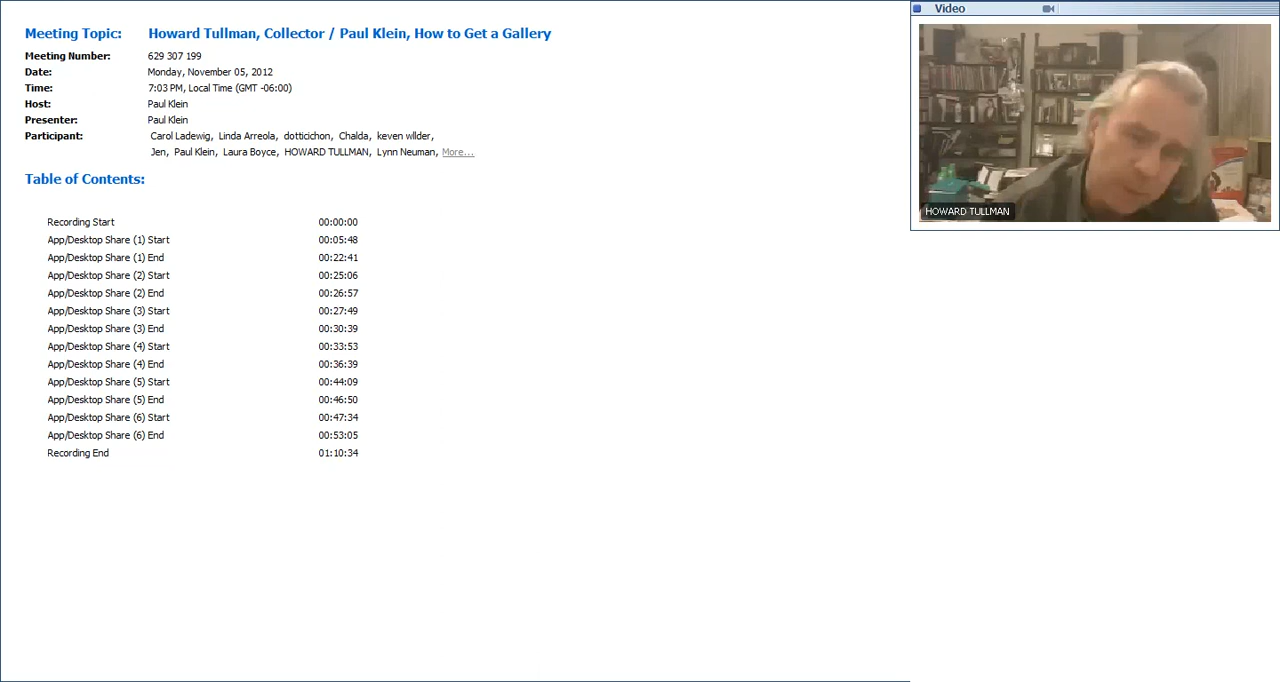 Meeting Topic: Howard Tullman, Collector / Paul Klein, How to Get a Gallery
Meeting Number: 629 307 199
Date: Monday, November 05, 2012
Time: 7:03 PM, Local Time (GMT -06:00)
Host: Paul Klein
Presenter: Paul Klein
Participant: Carol Ladewig, Linda Arreola, dotticichon, Chalda, keven wllder,
Jen, Paul Klein, Laura Boyce, HOWARD TULLMAN, Lynn Neuman, More...
Table of Contents:
Recording Start 00:00:00
App/Desktop Share (1) Start 00:05:48
App/Desktop Share (1) End 00:22:41
App/Desktop Share (2) Start 00:25:06
App/Desktop Share (2) End 00:26:57
App/Desktop Share (3) Start 00:27:49
App/Desktop Share (3) End 00:30:39
App/Desktop Share (4) Start 00:33:53
App/Desktop Share (4) End 00:36:39
App/Desktop Share (5) Start 00:44:09
App/Desktop Share (5) End 00:46:50
App/Desktop Share (6) Start 00:47:34
App/Desktop Share (6) End 00:53:05
Recording End 01:10:34
Video
HOWARD TULLMAN